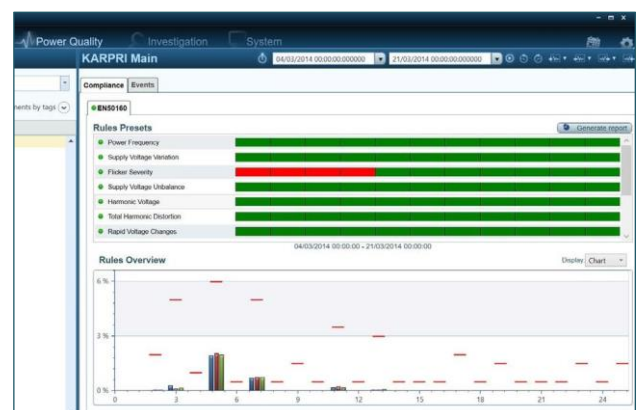 Power Quality
Investigation
System
KARPRI Main
04/03/2014 00:00:00.000000
21/03/2014 00:00:00.000000
Compliance
Events
ments by tags
EN50160
Rules Presets
Generate report
Power Frequency
Supply Voltage Variation
Flicker Severity
Supply Voltage Unbalance
Harmonic Voltage
Total Harmonic Distortion
Rapid Voltage Changes
04/03/2014 00:00:00 - 21/03/2014 00:00:00
Rules Overview
Display: Chart
6 %
3 %
0 %
0 3 6 9 12 15 18 21 24